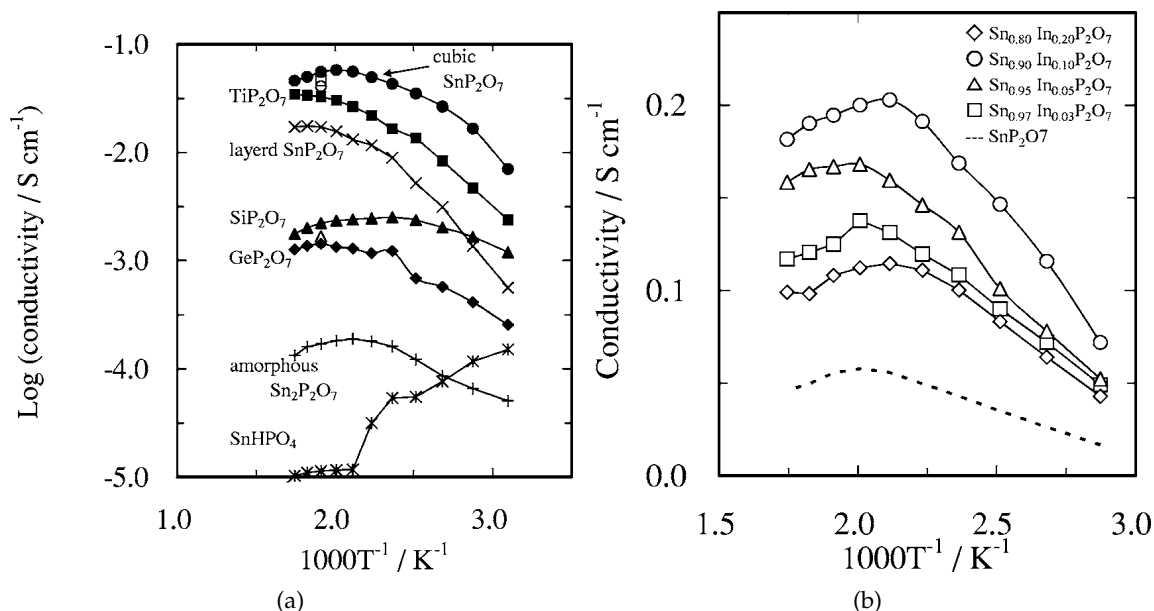 -1.0
-2.0
-3.0
-4.0
-5.0
Log (conductivity / S cm⁻¹)
cubic
SnP₂O₇
TiP₂O₇
layerd SnP₂O₇
SiP₂O₇
GeP₂O₇
amorphous
Sn₂P₂O₇
SnHPO₄
1.0 2.0 3.0
1000T⁻¹ / K⁻¹
(a)
0.2
0.1
0.0
Conductivity / S cm⁻¹
Sn₀.₈₀ In₀.₂₀P₂O₇
Sn₀.₉₀ In₀.₁₀P₂O₇
Sn₀.₉₅ In₀.₀₅P₂O₇
Sn₀.₉₇ In₀.₀₃P₂O₇
SnP₂O7
1.5 2.0 2.5 3.0
1000T⁻¹ / K⁻¹
(b)